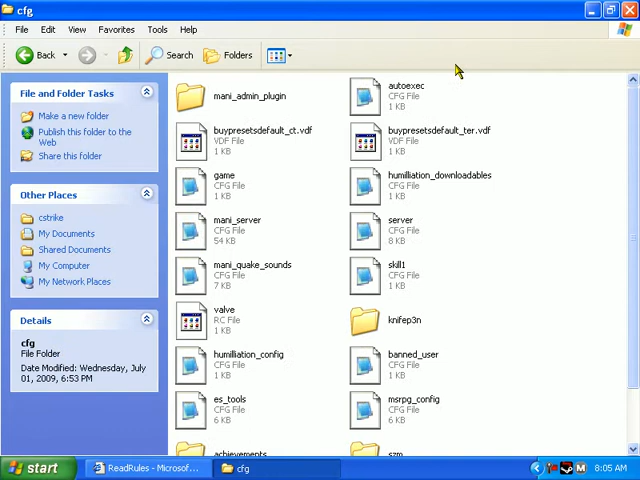 cfg
File Edit View Favorites Tools Help
Back Search Folders
File and Folder Tasks
Make a new folder
Publish this folder to the
Web
Share this folder
Other Places
cstrike
My Documents
Shared Documents
My Computer
My Network Places
Details
cfg
File Folder
Date Modified: Wednesday, July
01, 2009, 6:53 PM
mani_admin_plugin
autoexec
CFG File
1 KB
buypresetsdefault_ct.vdf
VDF File
1 KB
buypresetsdefault_ter.vdf
VDF File
1 KB
game
CFG File
1 KB
humilliation_downloadables
CFG File
1 KB
mani_server
CFG File
54 KB
server
CFG File
8 KB
mani_quake_sounds
CFG File
7 KB
skill1
CFG File
1 KB
valve
RC File
1 KB
knifep3n
humilliation_config
CFG File
1 KB
banned_user
CFG File
1 KB
es_tools
CFG File
6 KB
msrpg_config
CFG File
6 KB
achievements
szm
start ReadRules - Microsof... cfg 8:05 AM